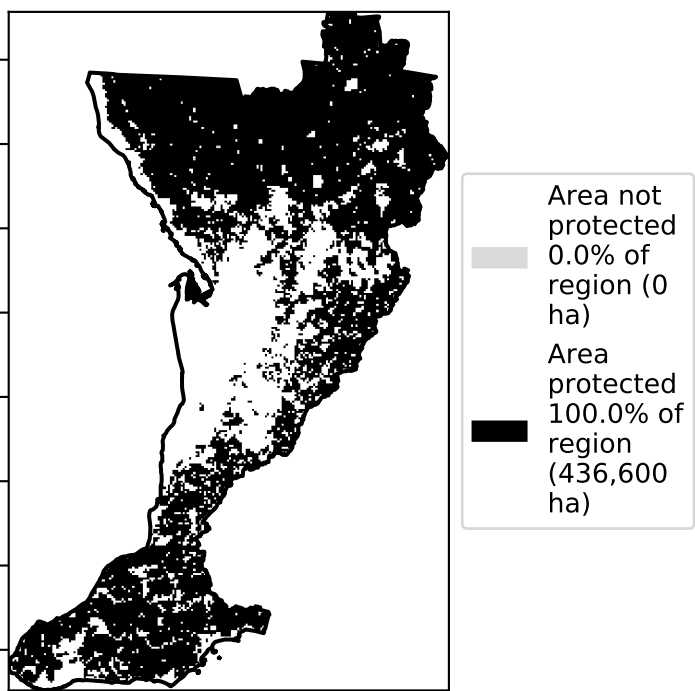 Area not
protected
0.0% of
region (0
ha)
Area
protected
100.0% of
region
(436,600
ha)